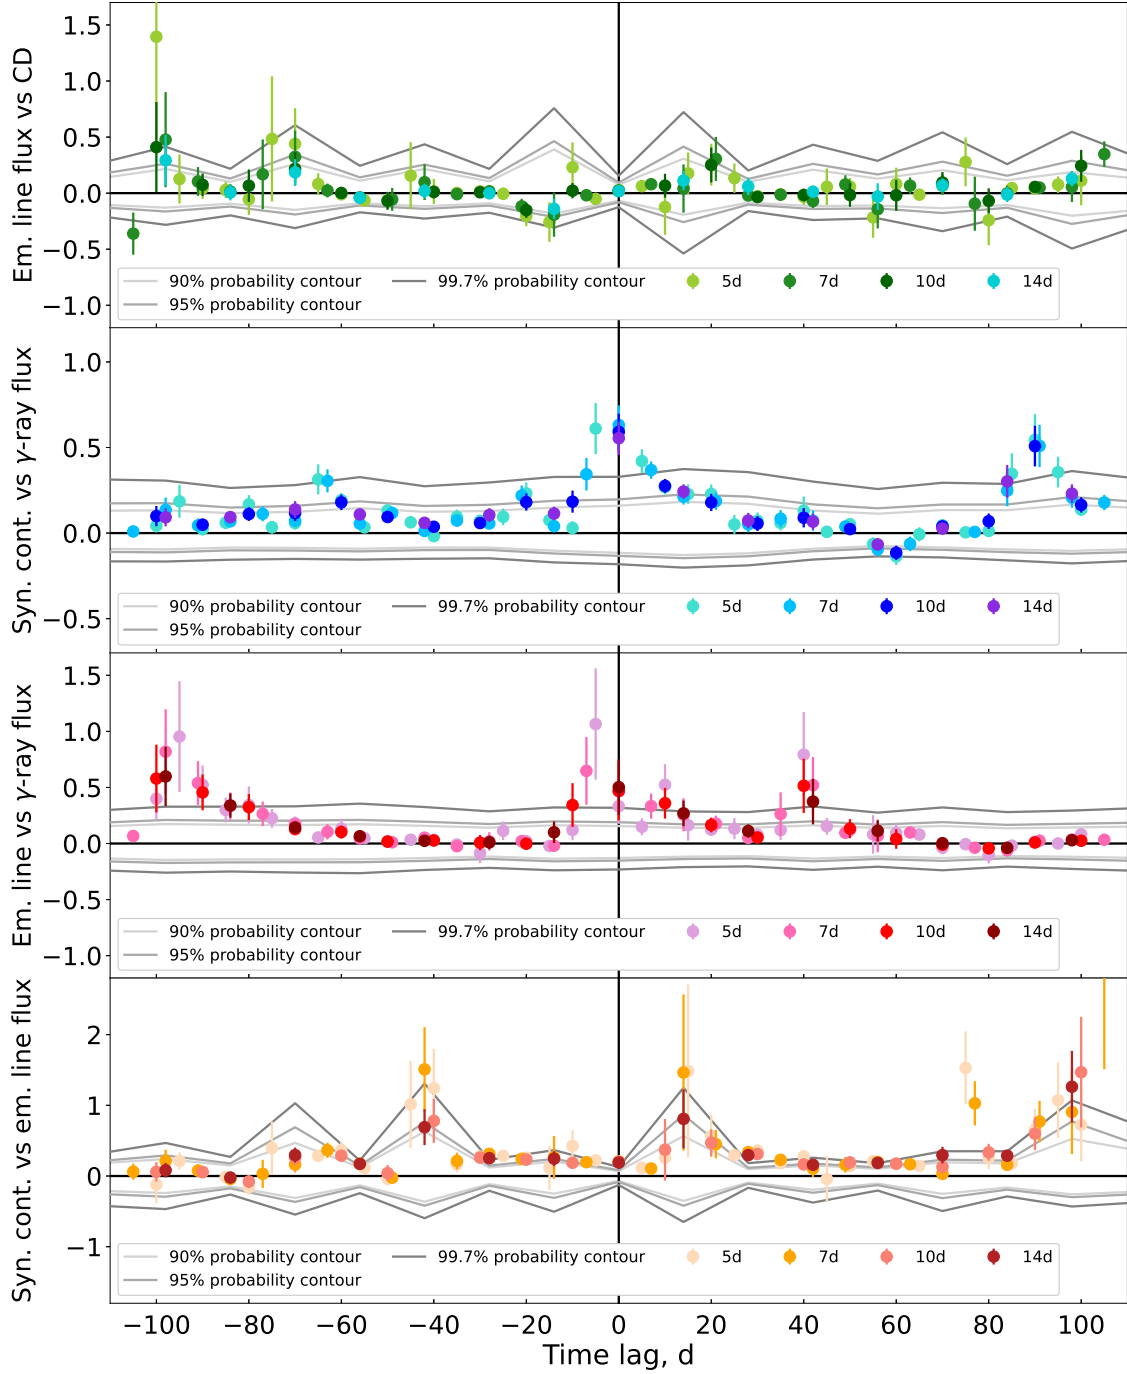 Em. line flux vs CD
1.5
1.0
0.5
0.0
−0.5
−1.0
90% probability contour
95% probability contour
99.7% probability contour
5d
7d
10d
14d
Syn. cont. vs γ-ray flux
1.0
0.5
0.0
−0.5
90% probability contour
95% probability contour
99.7% probability contour
5d
7d
10d
14d
Em. line vs γ-ray flux
1.5
1.0
0.5
0.0
−0.5
−1.0
90% probability contour
95% probability contour
99.7% probability contour
5d
7d
10d
14d
Syn. cont. vs em. line flux
2
1
0
−1
90% probability contour
95% probability contour
99.7% probability contour
5d
7d
10d
14d
−100 −80 −60 −40 −20 0 20 40 60 80 100
Time lag, d